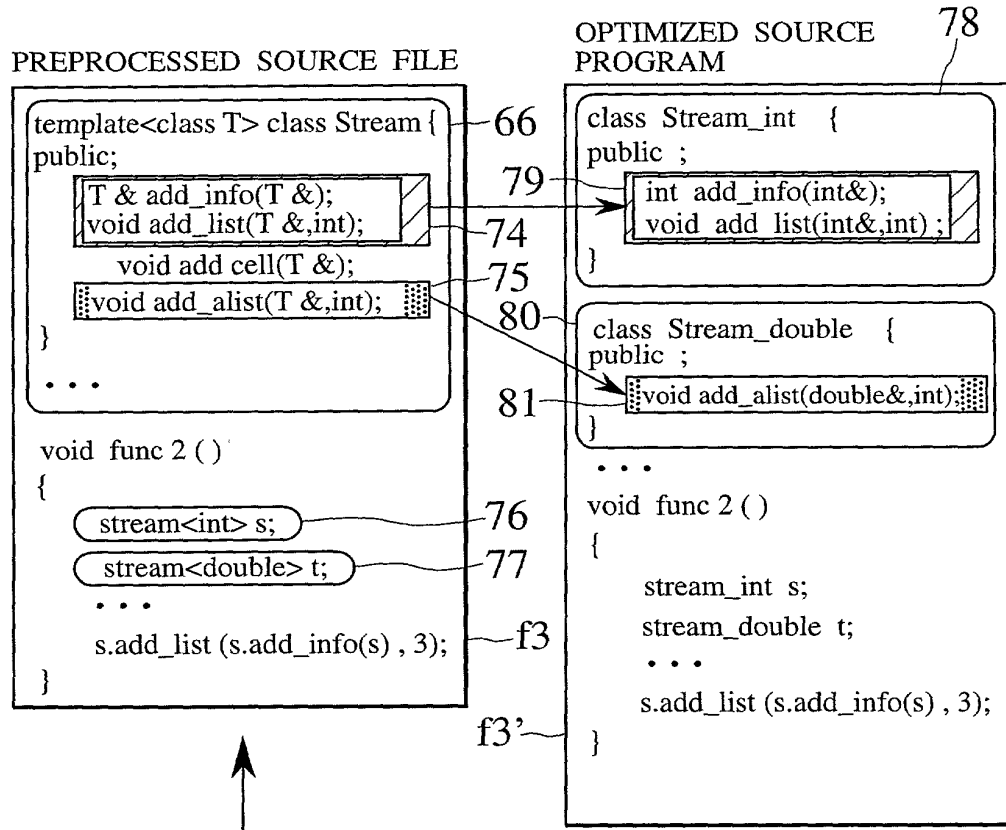 PREPROCESSED SOURCE FILE
template<class T> class Stream {
public;
T & add_info(T &);
void add_list(T &,int);
void add cell(T &);
void add_alist(T &,int);
}
• • •
void func 2 ( )
{
stream<int> s;
stream<double> t;
• • •
s.add_list (s.add_info(s) , 3);
}
66
74
75
76
77
f3
OPTIMIZED SOURCE
PROGRAM
78
class Stream_int {
public ;
79
int add_info(int&);
void add list(int&,int) ;
}
80
class Stream_double {
public ;
81
void add_alist(double&,int);
}
• • •
void func 2 ( )
{
stream_int s;
stream_double t;
• • •
s.add_list (s.add_info(s) , 3);
}
f3’